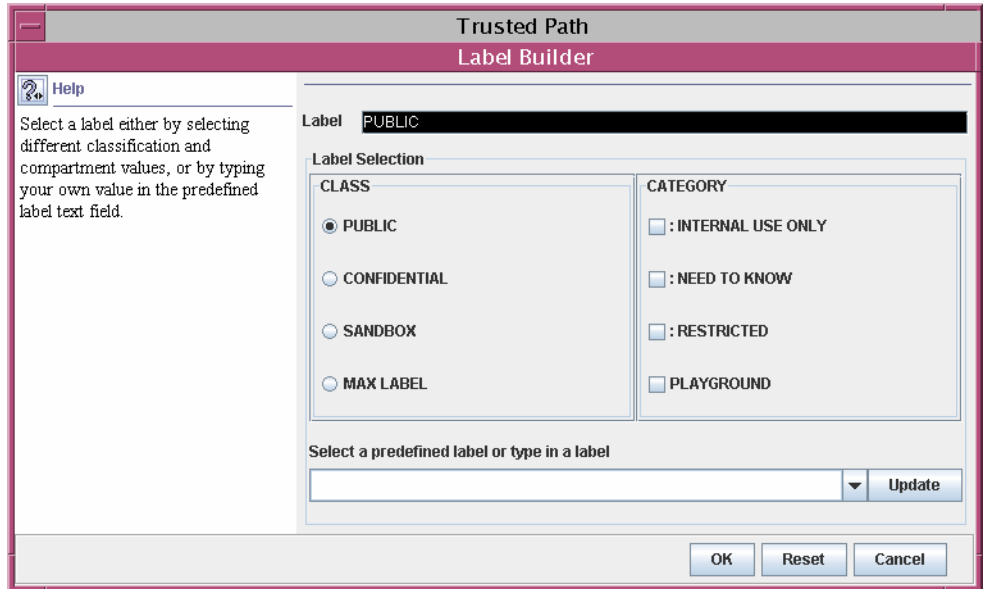 Trusted Path
Label Builder
Help
Select a label either by selecting
different classification and
compartment values, or by typing
your own value in the predefined
label text field.
Label PUBLIC
Label Selection
CLASS
PUBLIC
CONFIDENTIAL
SANDBOX
MAX LABEL
CATEGORY
: INTERNAL USE ONLY
: NEED TO KNOW
: RESTRICTED
PLAYGROUND
Select a predefined label or type in a label
Update
OK Reset Cancel